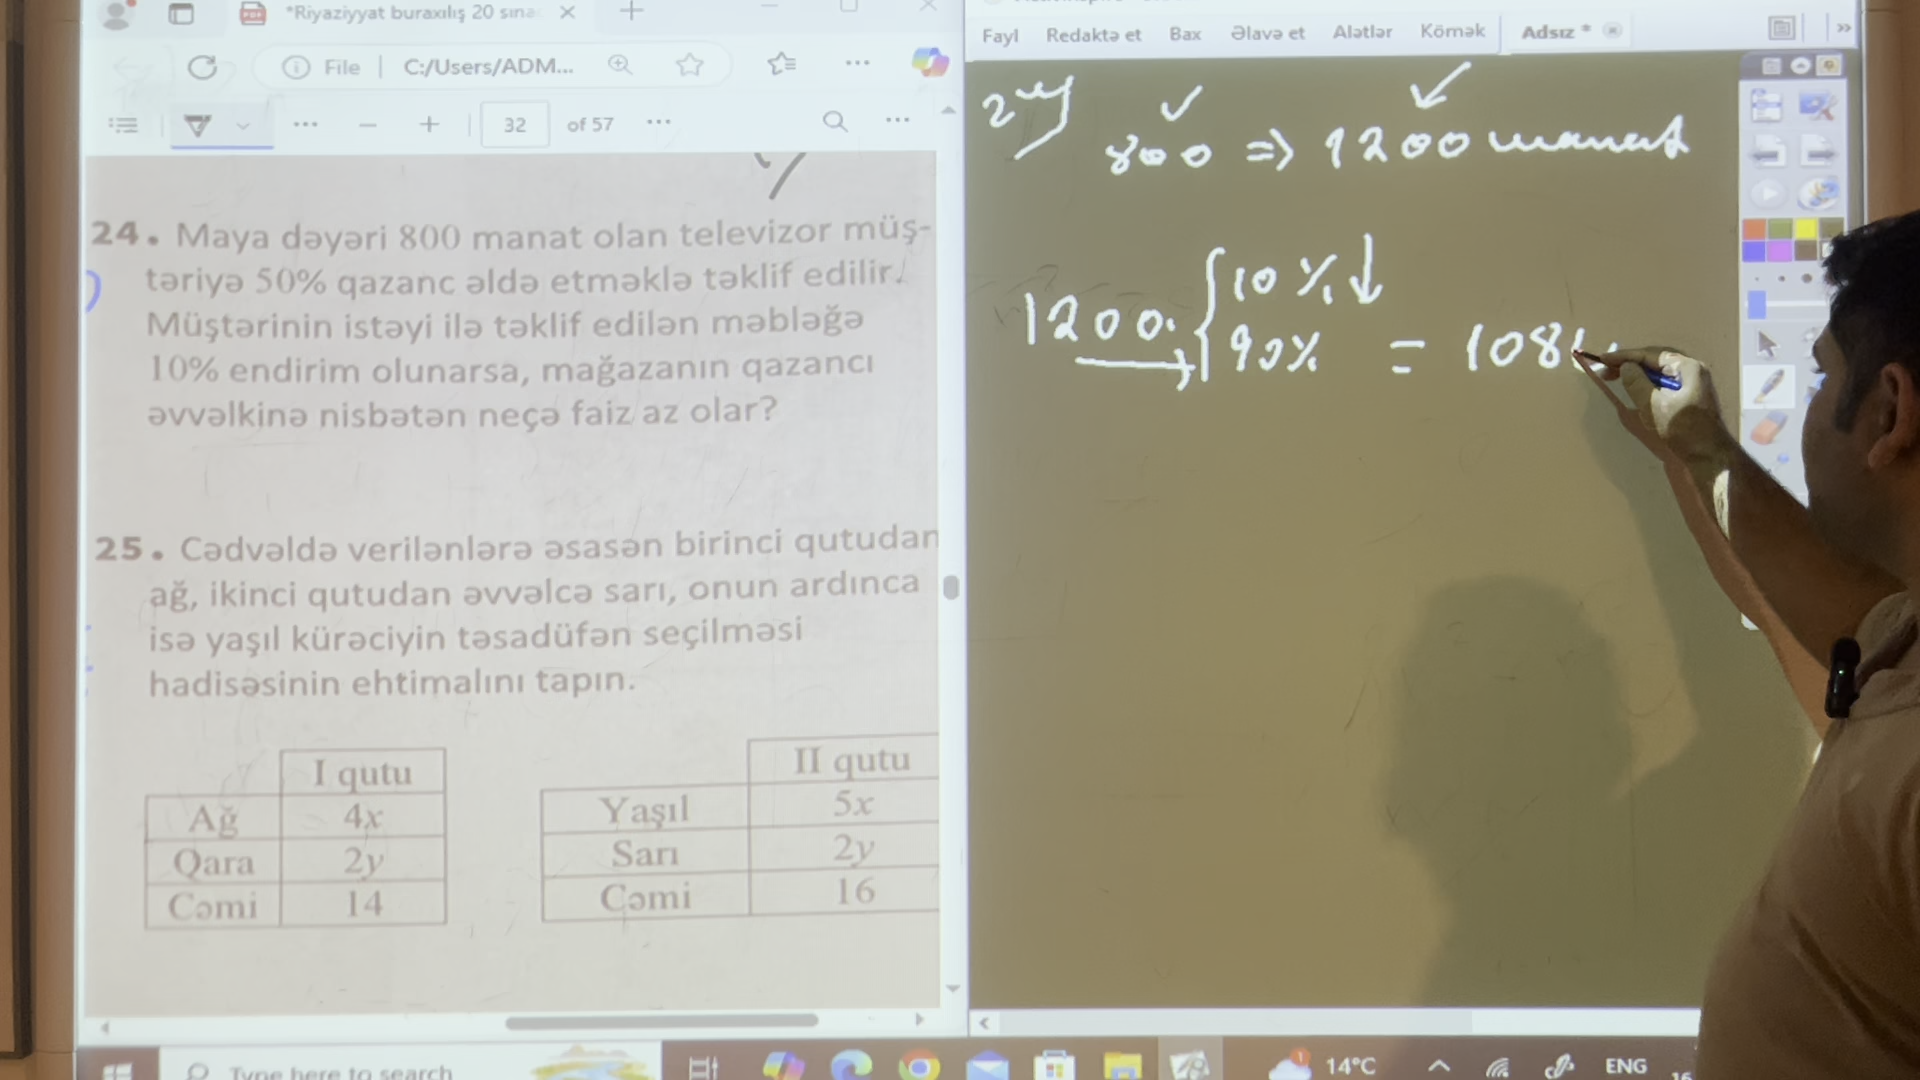 *Riyaziyyat buraxılış 20 sına
File
C:/Users/ADM...
32 of 57
24. Maya dəyəri 800 manat olan televizor müş-
təriyə 50% qazanc əldə etməklə təklif edilir.
Müştərinin istəyi ilə təklif edilən məbləğə
10% endirim olunarsa, mağazanın qazancı
əvvəlkinə nisbətən neçə faiz az olar?
25. Cədvəldə verilənlərə əsasən birinci qutudan
ağ, ikinci qutudan əvvəlcə sarı, onun ardınca
isə yaşıl kürəciyin təsadüfən seçilməsi
hadisəsinin ehtimalını tapın.
I qutu
Ağ 4x
Qara 2y
Cəmi 14
II qutu
Yaşıl 5x
Sarı 2y
Cəmi 16
Type here to search
Fayl Redaktə et Bax Əlavə et Alətlər Kömək Adsız *
24
800 => 1200 manat
10% ↓
1200.
90% = 108
14°C
ENG